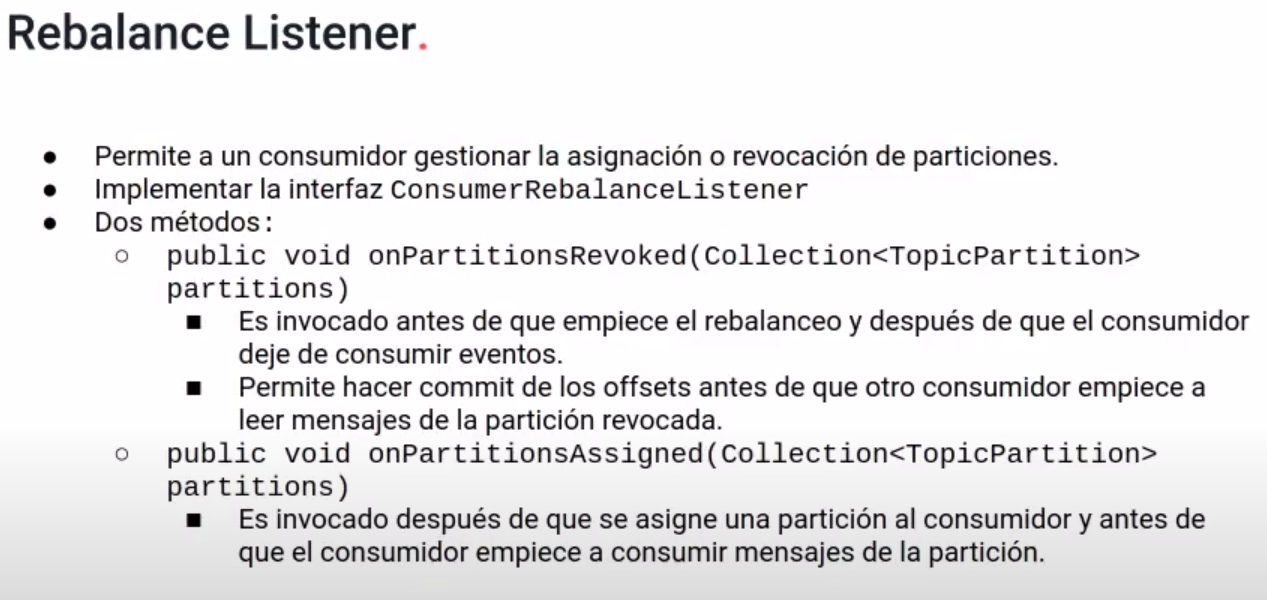 Rebalance Listener.
● Permite a un consumidor gestionar la asignación o revocación de particiones.
● Implementar la interfaz ConsumerRebalanceListener
● Dos métodos:
○ public void onPartitionsRevoked(Collection<TopicPartition>
partitions)
■ Es invocado antes de que empiece el rebalanceo y después de que el consumidor
deje de consumir eventos.
■ Permite hacer commit de los offsets antes de que otro consumidor empiece a
leer mensajes de la partición revocada.
○ public void onPartitionsAssigned(Collection<TopicPartition>
partitions)
■ Es invocado después de que se asigne una partición al consumidor y antes de
que el consumidor empiece a consumir mensajes de la partición.